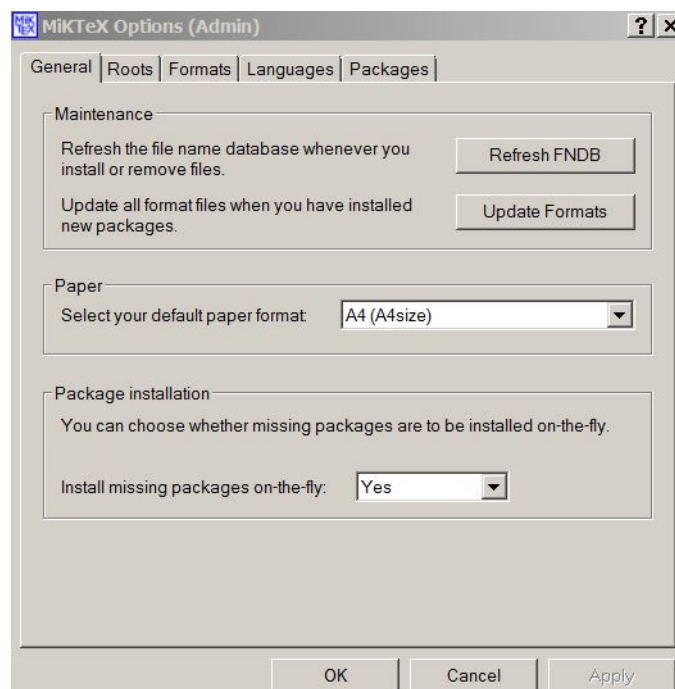 MiKTeX Options (Admin)
General Roots Formats Languages Packages
Maintenance
Refresh the file name database whenever you
install or remove files.
Refresh FNDB
Update all format files when you have installed
new packages.
Update Formats
Paper
Select your default paper format:
A4 (A4size)
Package installation
You can choose whether missing packages are to be installed on-the-fly.
Install missing packages on-the-fly:
Yes
OK Cancel Apply